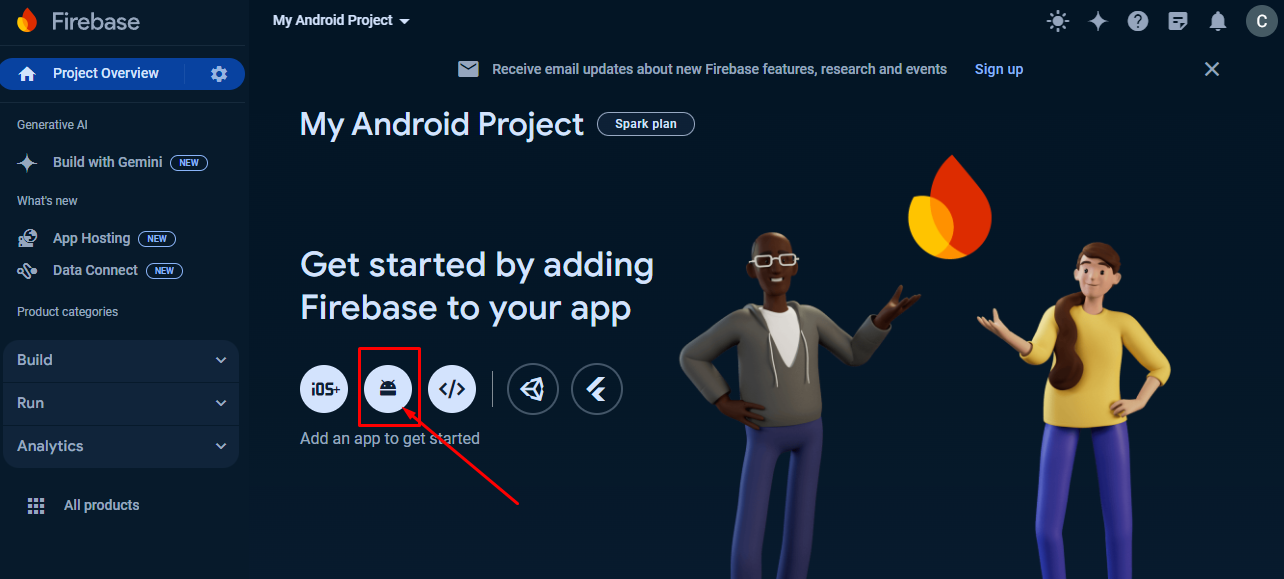 Firebase
My Android Project
C
Project Overview
Receive email updates about new Firebase features, research and events Sign up
My Android Project Spark plan
Generative AI
Build with Gemini NEW
What's new
App Hosting NEW
Data Connect NEW
Product categories
Build
Run
Analytics
All products
Get started by adding
Firebase to your app
iOS+
</>
Add an app to get started